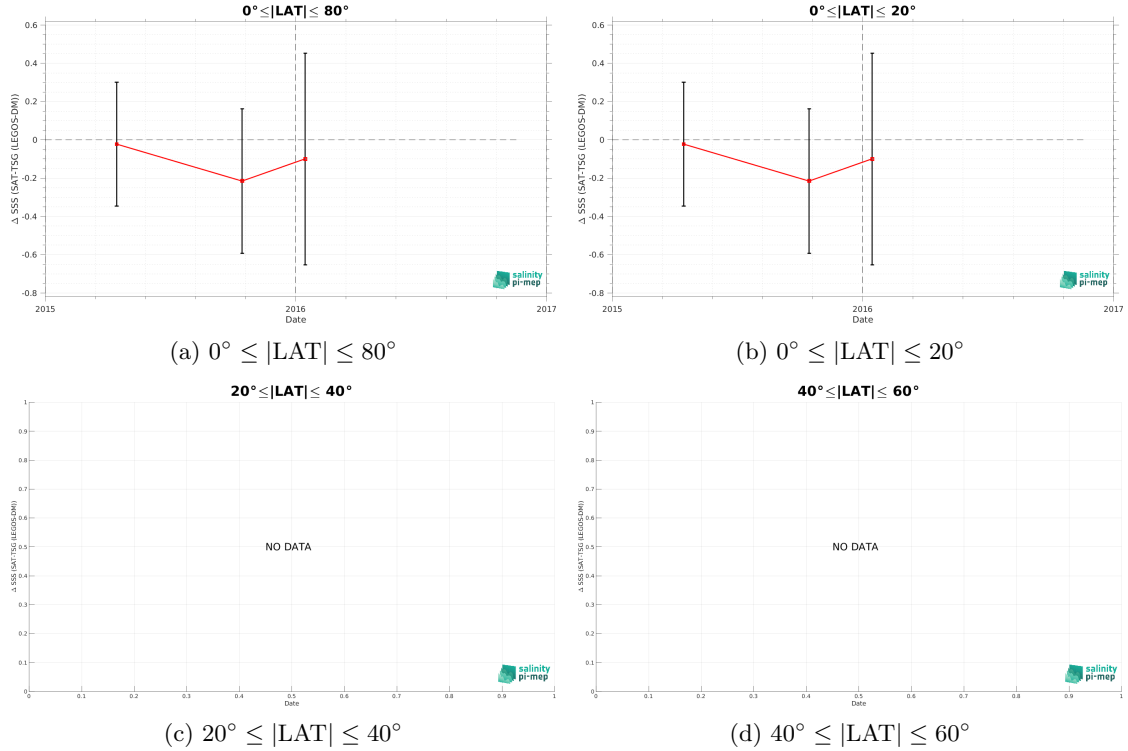 0°≤|LAT|≤ 80°
Δ SSS (SAT-TSG (LEGOS-DM))
0.6
0.4
0.2
0
-0.2
-0.4
-0.6
-0.8
2015
2016
2017
Date
salinity
pi-mep
(a) 0° ≤ |LAT| ≤ 80°
0°≤|LAT|≤ 20°
Δ SSS (SAT-TSG (LEGOS-DM))
0.6
0.4
0.2
0
-0.2
-0.4
-0.6
-0.8
2015
2016
2017
Date
salinity
pi-mep
(b) 0° ≤ |LAT| ≤ 20°
20°≤|LAT|≤ 40°
Δ SSS (SAT-TSG (LEGOS-DM))
1
0.9
0.8
0.7
0.6
0.5
0.4
0.3
0.2
0.1
0
NO DATA
0 0.1 0.2 0.3 0.4 0.5 0.6 0.7 0.8 0.9 1
Date
salinity
pi-mep
(c) 20° ≤ |LAT| ≤ 40°
40°≤|LAT|≤ 60°
Δ SSS (SAT-TSG (LEGOS-DM))
1
0.9
0.8
0.7
0.6
0.5
0.4
0.3
0.2
0.1
0
NO DATA
0 0.1 0.2 0.3 0.4 0.5 0.6 0.7 0.8 0.9 1
Date
salinity
pi-mep
(d) 40° ≤ |LAT| ≤ 60°